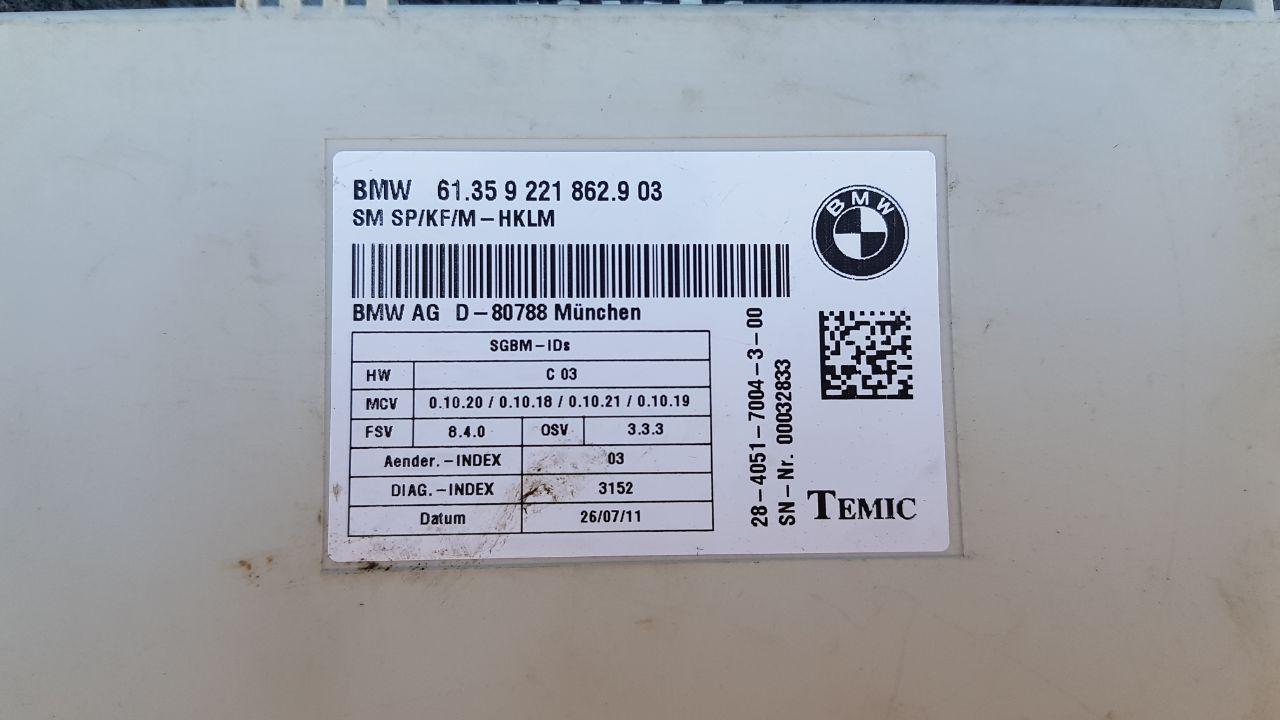 BMW 61.35 9 221 862.9 03
SM SP/KF/M-HKLM
BMW
BMW AG D-80788 München
SGBM-IDs
HW C 03
MCV 0.10.20 / 0.10.18 / 0.10.21 / 0.10.19
FSV 8.4.0 OSV 3.3.3
Aender.-INDEX 03
DIAG.-INDEX 3152
Datum 26/07/11
28-4051-7004-3-00
SN-Nr. 00032833
TEMIC